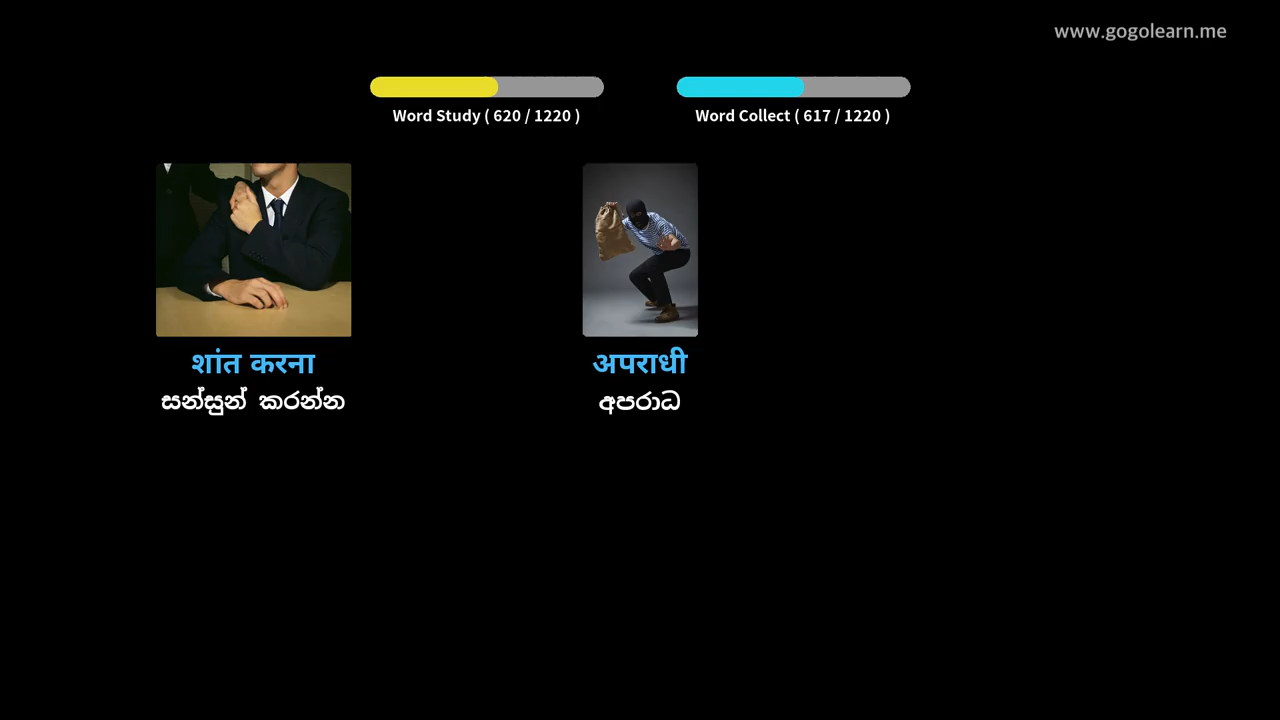 www.gogolearn.me
Word Study ( 620 / 1220 )
Word Collect ( 617 / 1220 )
शांत करना
සන්සුන් කරන්න
अपराधी
අපරාධ